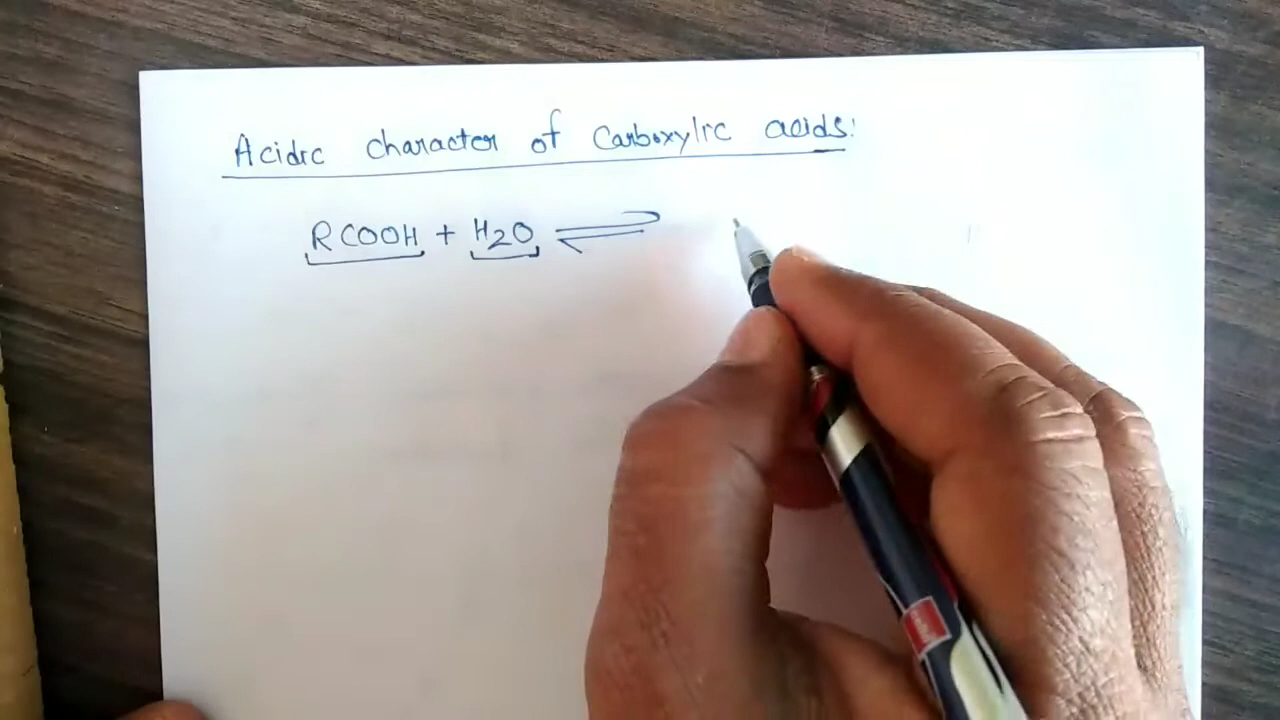 Acidic character of Carboxylic acids:
RCOOH + H2O ⇌